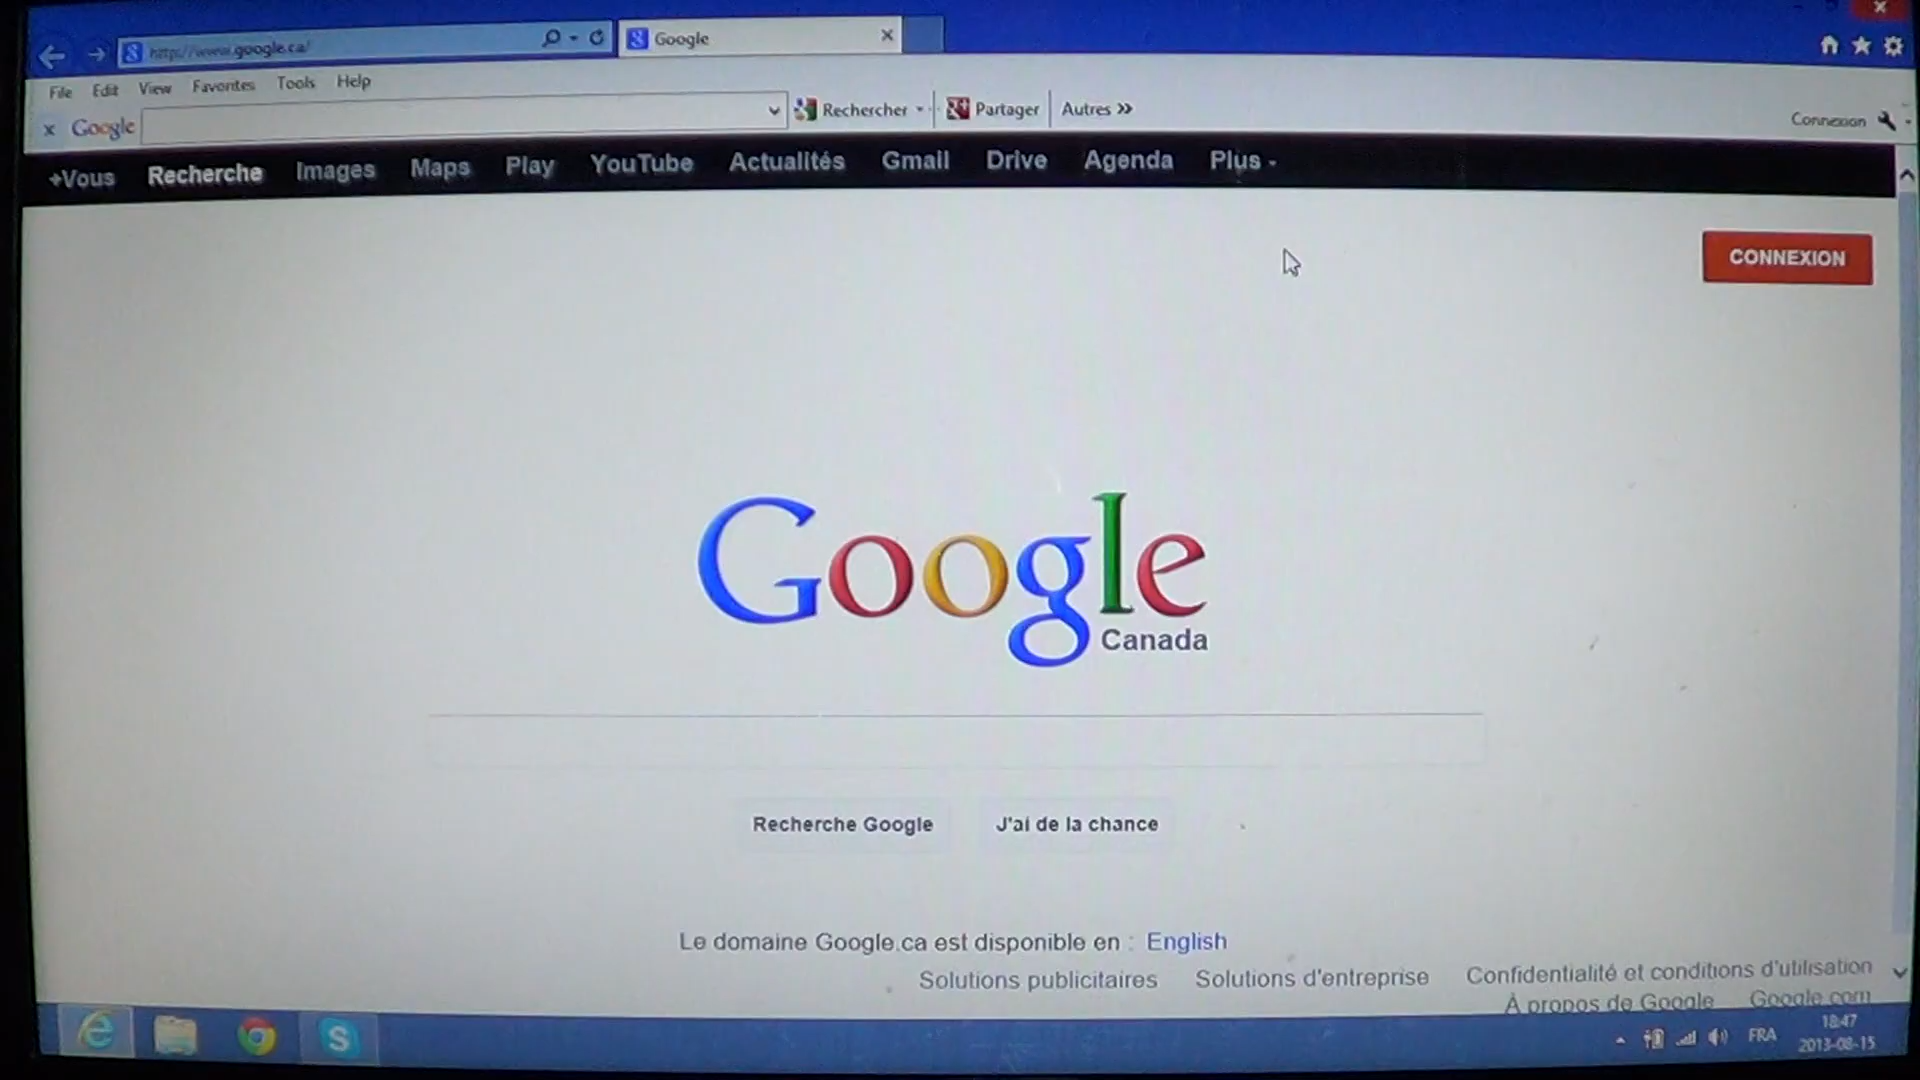 http://www.google.ca/ Google
File Edit View Favorites Tools Help
x Google Rechercher Partager Autres >> Connexion
+Vous Recherche Images Maps Play YouTube Actualités Gmail Drive Agenda Plus
CONNEXION
Google
Canada
Recherche Google J'ai de la chance
Le domaine Google.ca est disponible en : English
Solutions publicitaires Solutions d'entreprise Confidentialité et conditions d'utilisation
À propos de Google Google.com
FRA 18:47
2013-08-15